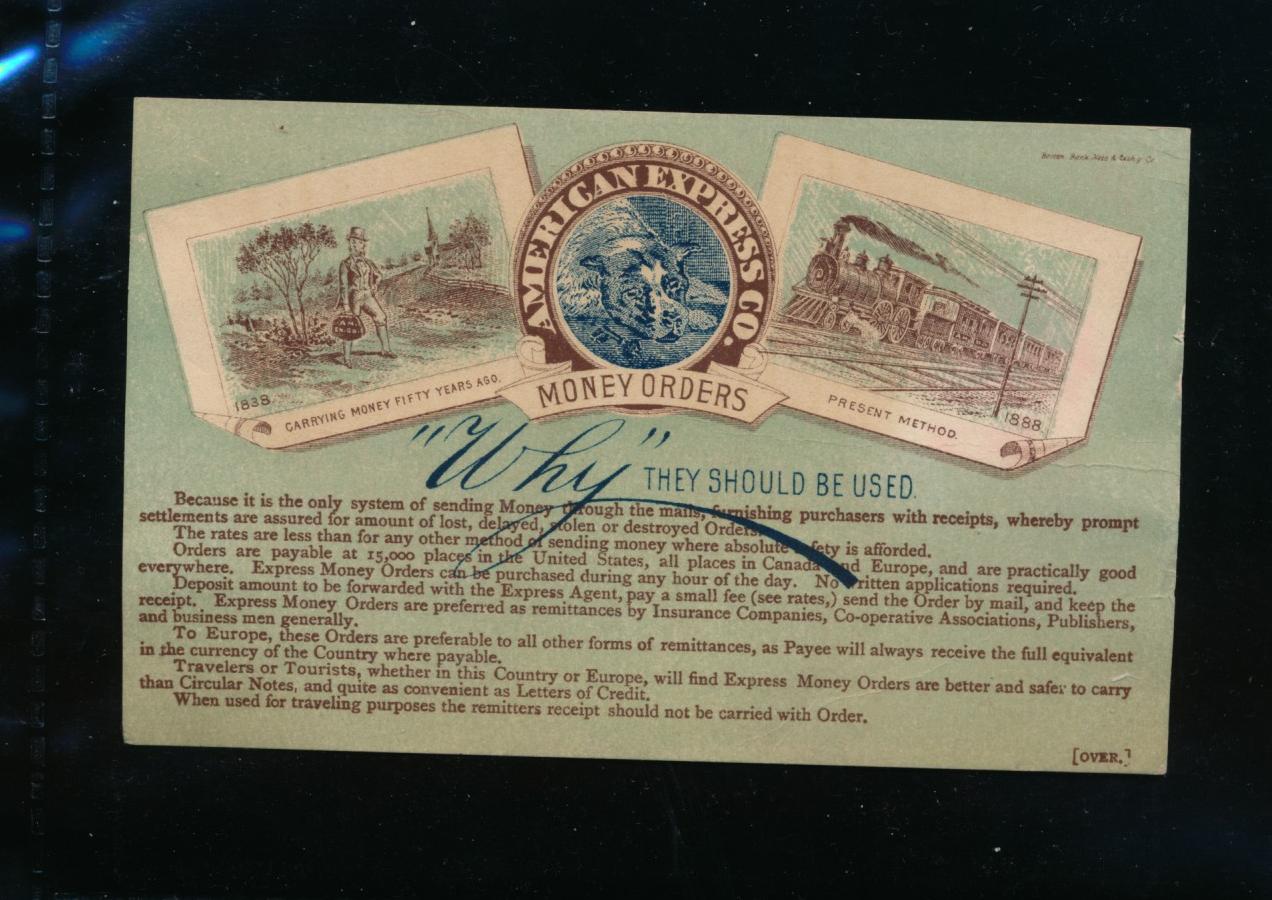 Boston Bank Note & Lith'g Co
AMERICAN EXPRESS CO.
MONEY ORDERS
1838
CARRYING MONEY FIFTY YEARS AGO.
PRESENT METHOD.
1888
"Why" THEY SHOULD BE USED.
Because it is the only system of sending Money through the mails, furnishing purchasers with receipts, whereby prompt
settlements are assured for amount of lost, delayed, stolen or destroyed Orders.
The rates are less than for any other method of sending money where absolute safety is afforded.
Orders are payable at 15,000 places in the United States, all places in Canada and Europe, and are practically good
everywhere. Express Money Orders can be purchased during any hour of the day. No written applications required.
Deposit amount to be forwarded with the Express Agent, pay a small fee (see rates,) send the Order by mail, and keep the
receipt. Express Money Orders are preferred as remittances by Insurance Companies, Co-operative Associations, Publishers,
and business men generally.
To Europe, these Orders are preferable to all other forms of remittances, as Payee will always receive the full equivalent
in the currency of the Country where payable.
Travelers or Tourists, whether in this Country or Europe, will find Express Money Orders are better and safer to carry
than Circular Notes, and quite as convenient as Letters of Credit.
When used for traveling purposes the remitters receipt should not be carried with Order.
[OVER.]